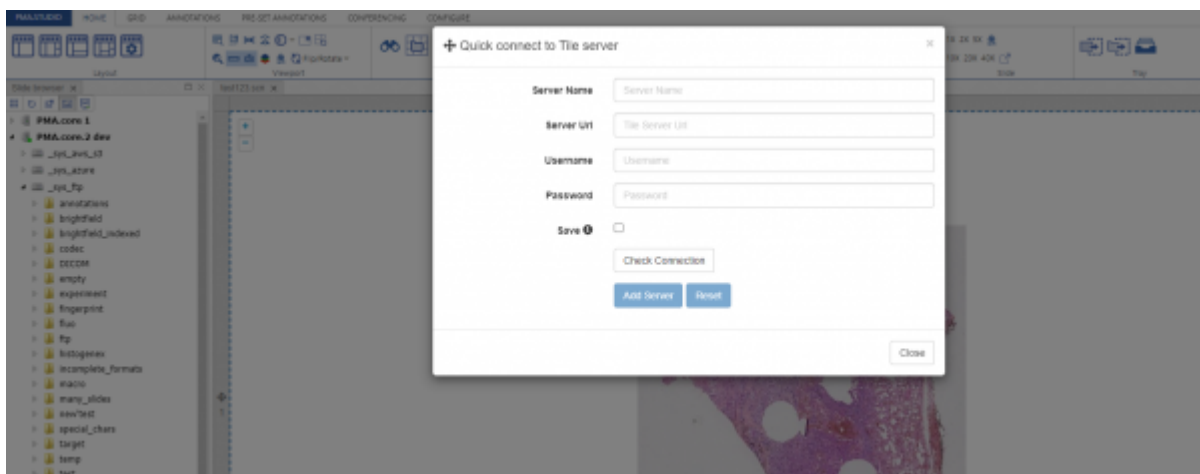 PMA.STUDIO HOME GRID ANNOTATIONS PRE-SET ANNOTATIONS CONFERENCING CONFIGURE
Flip/Rotate
Layout Viewport Slide Tray
Slide browser
PMA.core 1
PMA.core.2 dev
_sys_aws_s3
_sys_azure
_sys_ftp
annotations
brightfield
brightfield_indexed
codec
DICOM
empty
experiment
fingerprint
fluo
ftp
histogenex
incomplete_formats
macro
many_slides
new'test
special_chars
target
temp
Quick connect to Tile server
Server Name Server Name
Server Url Tile Server Url
Username Username
Password Password
Save
Check Connection
Add Server Reset
Close